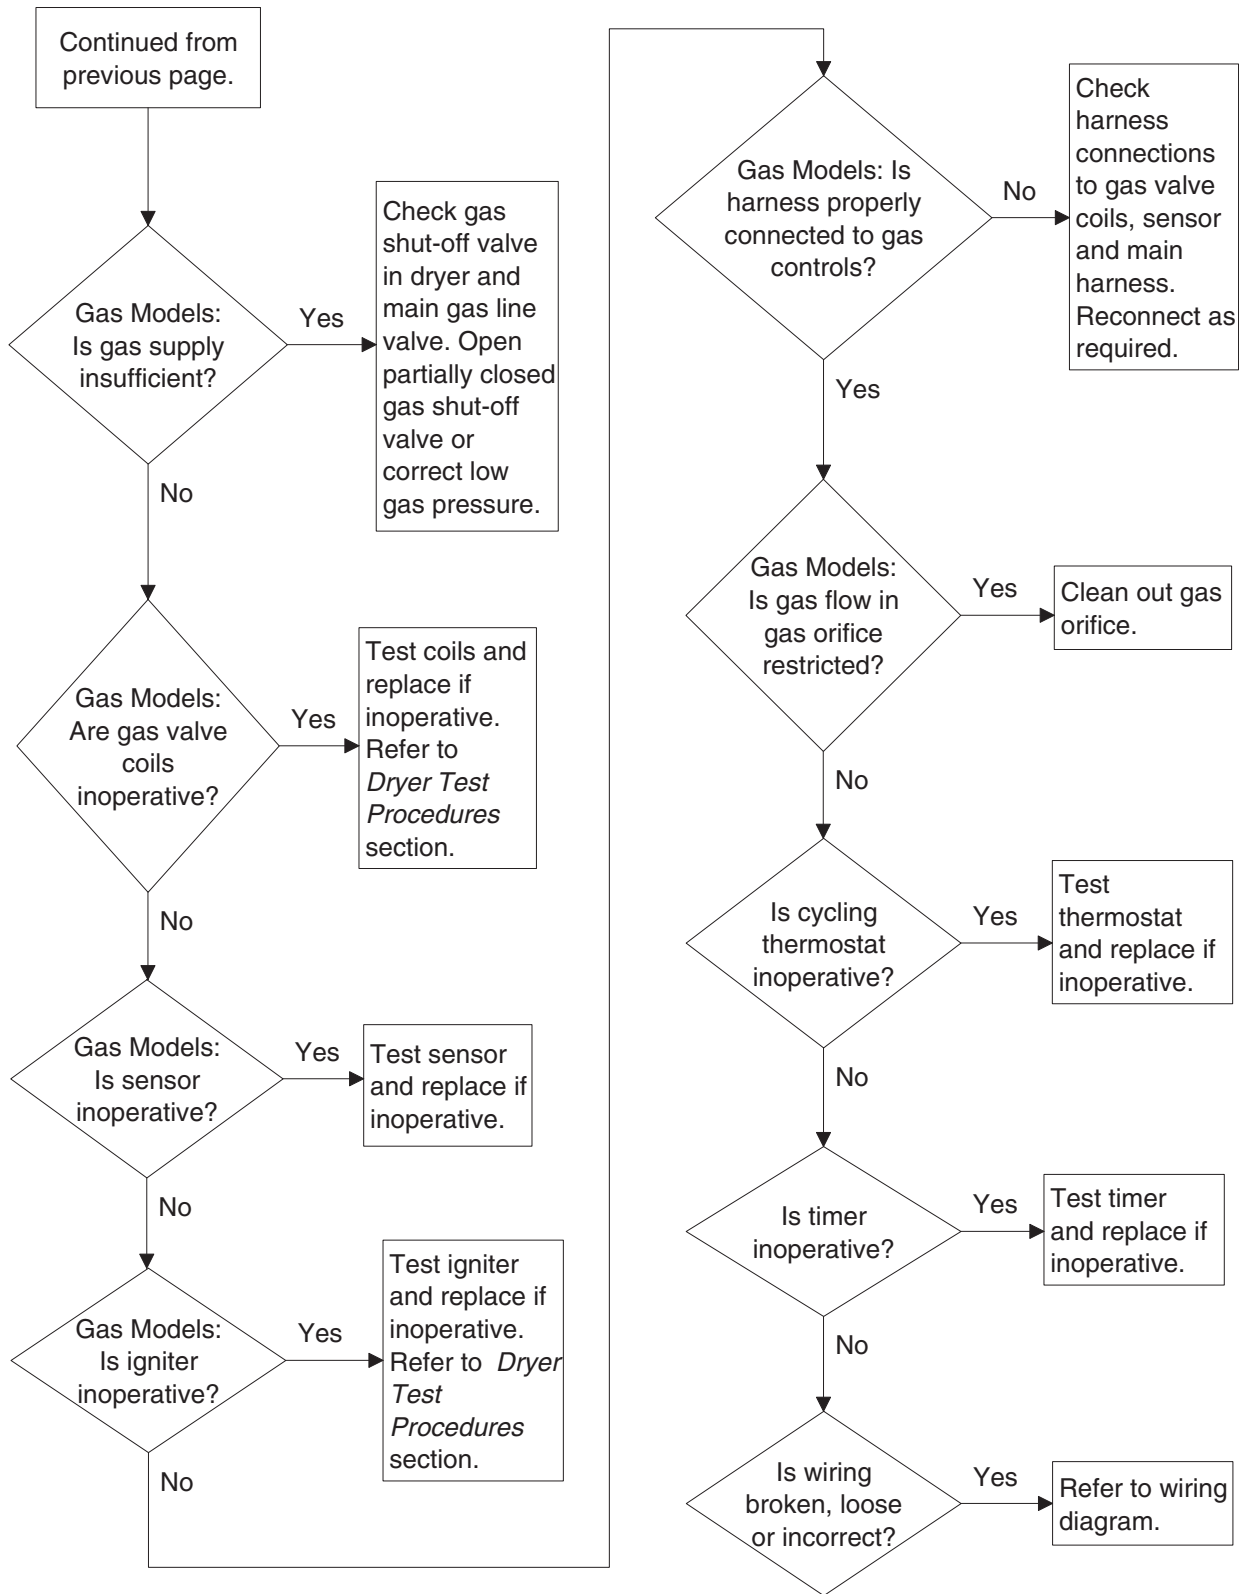 Continued from
previous page.
Gas Models:
Is gas supply
insufficient?
Yes
Check gas
shut-off valve
in dryer and
main gas line
valve. Open
partially closed
gas shut-off
valve or
correct low
gas pressure.
No
Gas Models:
Are gas valve
coils
inoperative?
Yes
Test coils and
replace if
inoperative.
Refer to
Dryer Test
Procedures
section.
No
Gas Models:
Is sensor
inoperative?
Yes
Test sensor
and replace if
inoperative.
No
Gas Models:
Is igniter
inoperative?
Yes
Test igniter
and replace if
inoperative.
Refer to Dryer
Test
Procedures
section.
No
Gas Models: Is
harness properly
connected to gas
controls?
No
Check
harness
connections
to gas valve
coils, sensor
and main
harness.
Reconnect as
required.
Yes
Gas Models:
Is gas flow in
gas orifice
restricted?
Yes
Clean out gas
orifice.
No
Is cycling
thermostat
inoperative?
Yes
Test
thermostat
and replace if
inoperative.
No
Is timer
inoperative?
Yes
Test timer
and replace if
inoperative.
No
Is wiring
broken, loose
or incorrect?
Yes
Refer to wiring
diagram.